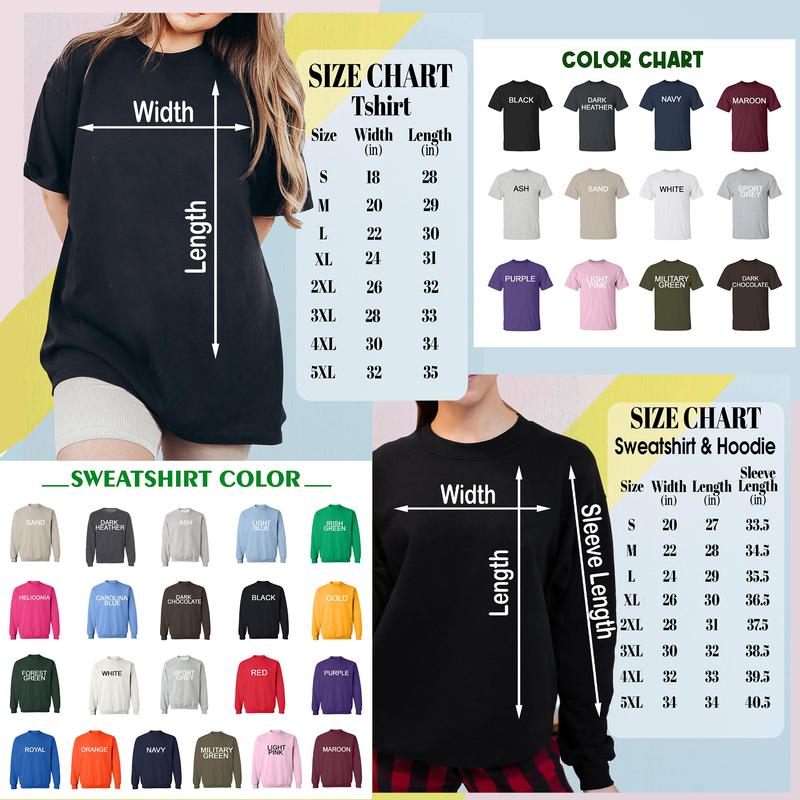 Width
Length
SIZE CHART
Tshirt
Size Width Length
(in) (in)
S 18 28
M 20 29
L 22 30
XL 24 31
2XL 26 32
3XL 28 33
4XL 30 34
5XL 32 35
COLOR CHART
BLACK
DARK
HEATHER
NAVY
MAROON
ASH
SAND
WHITE
SPORT
GREY
PURPLE
LIGHT
PINK
MILITARY
GREEN
DARK
CHOCOLATE
SWEATSHIRT COLOR
SAND
DARK
HEATHER
ASH
LIGHT
BLUE
IRISH
GREEN
HELICONIA
CAROLINA
BLUE
DARK
CHOCOLATE
BLACK
GOLD
FOREST
GREEN
WHITE
SPORT
GREY
RED
PURPLE
ROYAL
ORANGE
NAVY
MILITARY
GREEN
LIGHT
PINK
MAROON
Width
Length
Sleeve Length
SIZE CHART
Sweatshirt & Hoodie
Size Width Length Sleeve
Length
(in) (in) (in)
S 20 27 33.5
M 22 28 34.5
L 24 29 35.5
XL 26 30 36.5
2XL 28 31 37.5
3XL 30 32 38.5
4XL 32 33 39.5
5XL 34 34 40.5